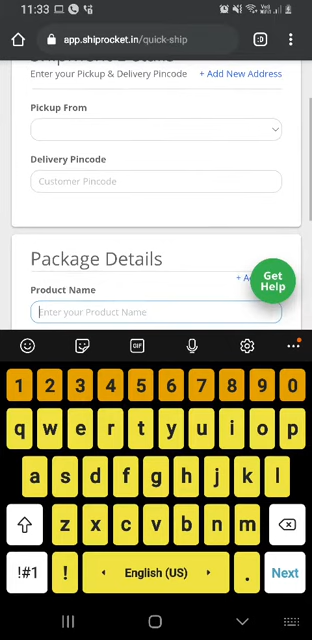 11:33
:D
app.shiprocket.in/quick-ship
Shipment Details
Enter your Pickup & Delivery Pincode
+ Add New Address
Pickup From
Delivery Pincode
Customer Pincode
Package Details
+ A
Get
Help
Product Name
Enter your Product Name
GIF
1 2 3 4 5 6 7 8 9 0
q w e r t y u i o p
a s d f g h j k l
z x c v b n m
!#1 ! English (US) . Next